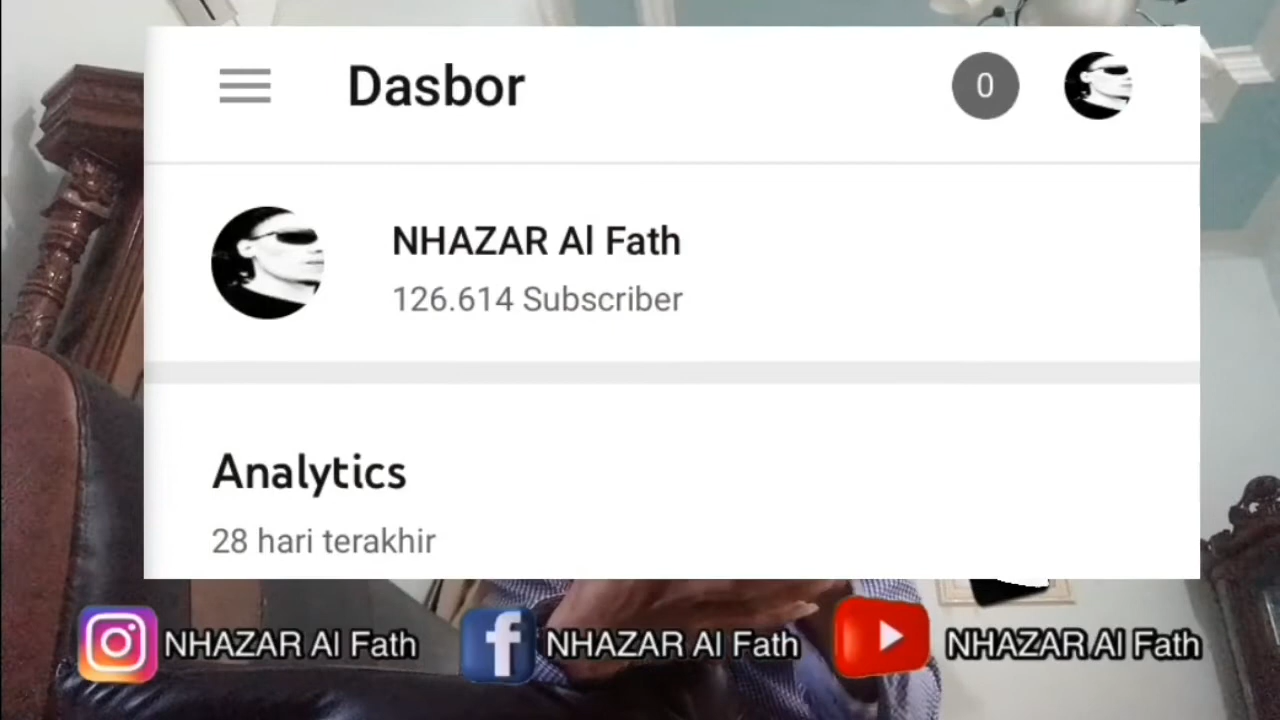 Dasbor
0
NHAZAR Al Fath
126.614 Subscriber
Analytics
28 hari terakhir
NHAZAR Al Fath NHAZAR Al Fath NHAZAR Al Fath